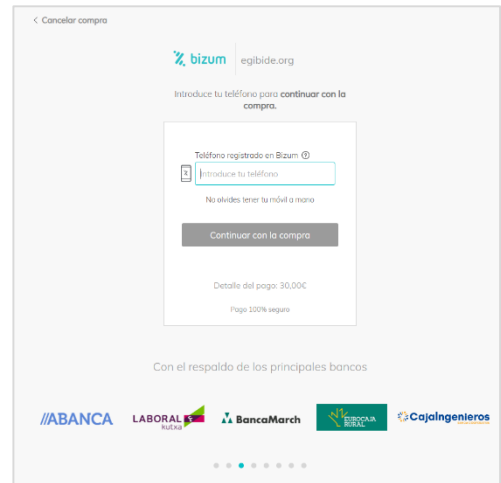 < Cancelar compra
bizum egibide.org
Introduce tu teléfono para continuar con la
compra.
Teléfono registrado en Bizum ?
Introduce tu teléfono
No olvides tener tu móvil a mano
Continuar con la compra
Detalle del pago: 30,00€
Pago 100% seguro
Con el respaldo de los principales bancos
//ABANCA
LABORAL
kutxa
BancaMarch
EUROCAJA
RURAL
CajaIngenieros